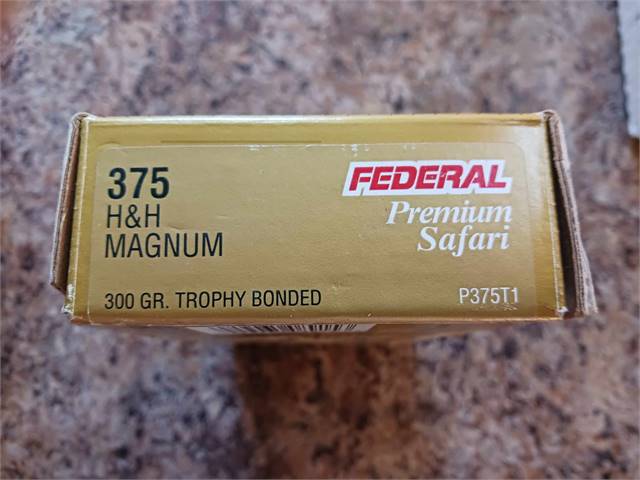 375
H&H
MAGNUM
300 GR. TROPHY BONDED
FEDERAL
Premium
Safari
P375T1